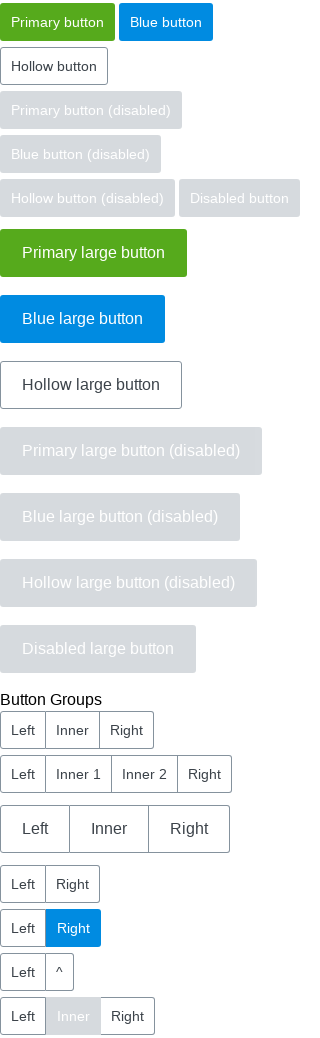 Primary button Blue button
Hollow button
Primary button (disabled)
Blue button (disabled)
Hollow button (disabled) Disabled button
Primary large button
Blue large button
Hollow large button
Primary large button (disabled)
Blue large button (disabled)
Hollow large button (disabled)
Disabled large button
Button Groups
Left Inner Right
Left Inner 1 Inner 2 Right
Left Inner Right
Left Right
Left Right
Left ^
Left Inner Right